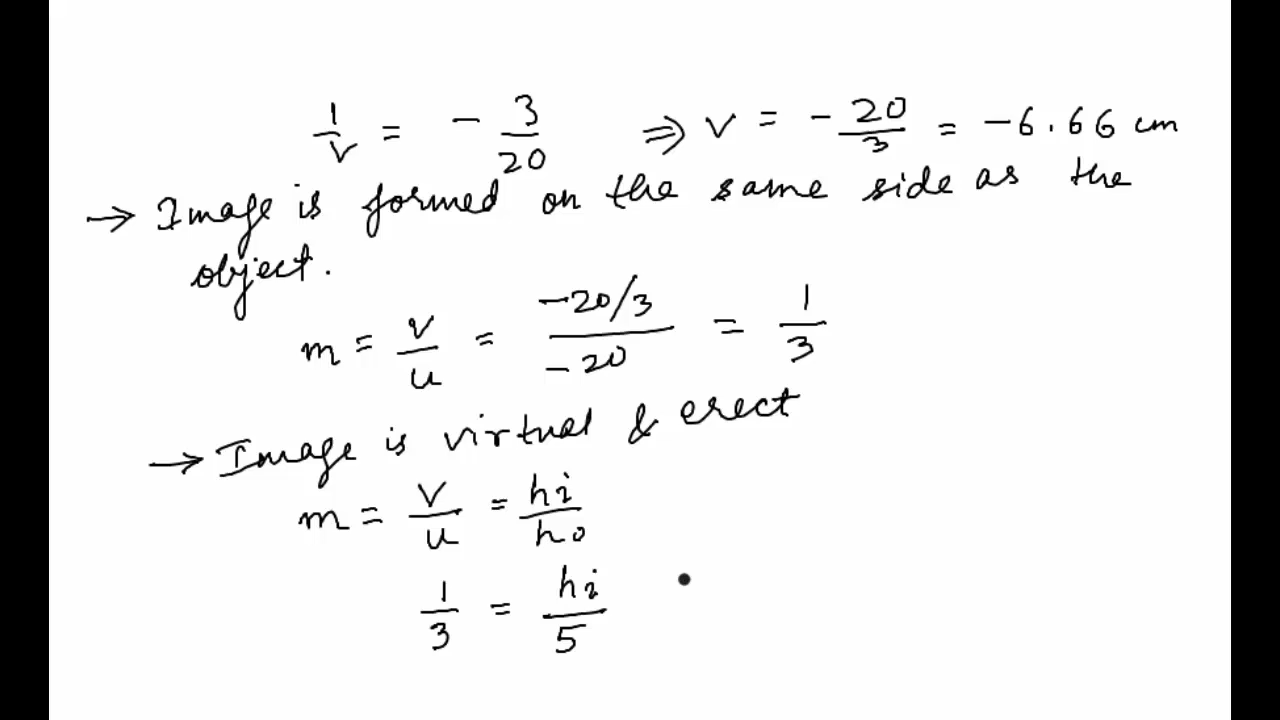 1/v = - 3/20 ⇒ v = - 20/3 = -6.66 cm
→ Image is formed on the same side as the
object.
m = v/u = -20/3 / -20 = 1/3
→ Image is virtual & erect
m = v/u = hi/ho
1/3 = hi/5